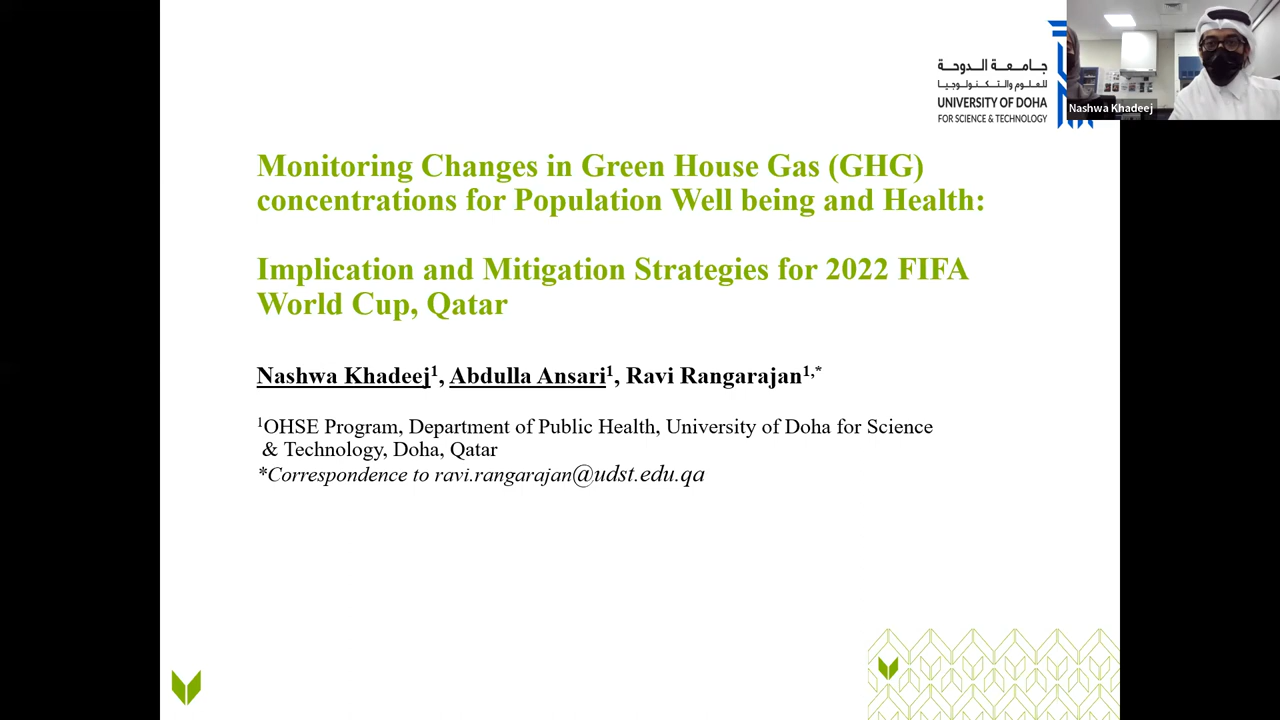 جامعة الدوحة
للعلوم والتكنولوجيا
UNIVERSITY OF DOHA
FOR SCIENCE & TECHNOLOGY
Nashwa Khadeej
Monitoring Changes in Green House Gas (GHG)
concentrations for Population Well being and Health:
Implication and Mitigation Strategies for 2022 FIFA
World Cup, Qatar
Nashwa Khadeej1, Abdulla Ansari1, Ravi Rangarajan1,*
1OHSE Program, Department of Public Health, University of Doha for Science
& Technology, Doha, Qatar
*Correspondence to ravi.rangarajan@udst.edu.qa